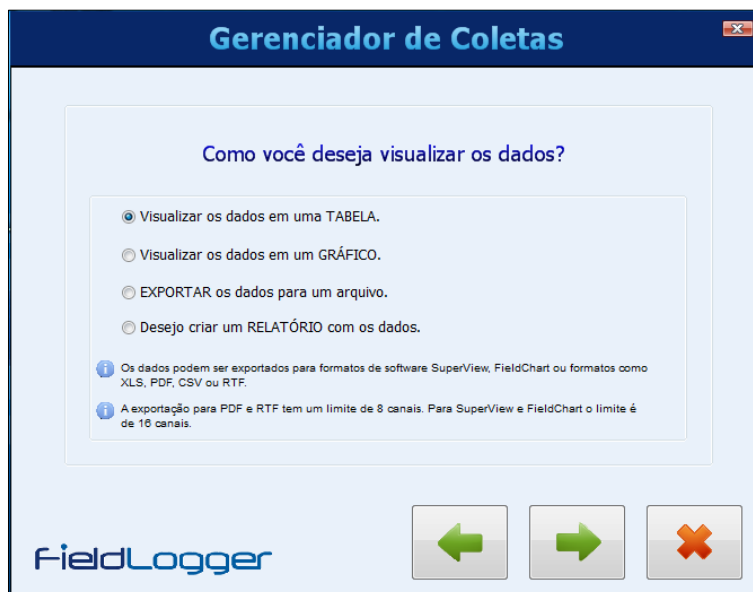 Gerenciador de Coletas
Como você deseja visualizar os dados?
Visualizar os dados em uma TABELA.
Visualizar os dados em um GRÁFICO.
EXPORTAR os dados para um arquivo.
Desejo criar um RELATÓRIO com os dados.
Os dados podem ser exportados para formatos de software SuperView, FieldChart ou formatos como
XLS, PDF, CSV ou RTF.
A exportação para PDF e RTF tem um limite de 8 canais. Para SuperView e FieldChart o limite é
de 16 canais.
FieldLogger